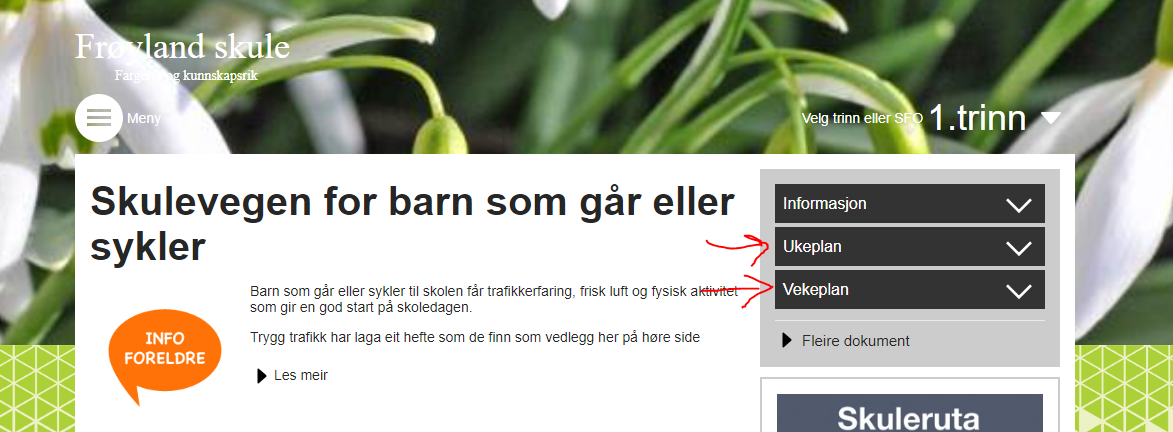 Frøyland skule
og kunnskapsrik
Meny
Velg trinn eller SFO 1.trinn
Skulevegen for barn som går eller
sykler
INFO
FORELDRE
Barn som går eller sykler til skolen får trafikkerfaring, frisk luft og fysisk aktivitet
som gir en god start på skoledagen.
Trygg trafikk har laga eit hefte som de finn som vedlegg her på høre side
Les meir
Informasjon
Ukeplan
Vekeplan
Fleire dokument
Skuleruta